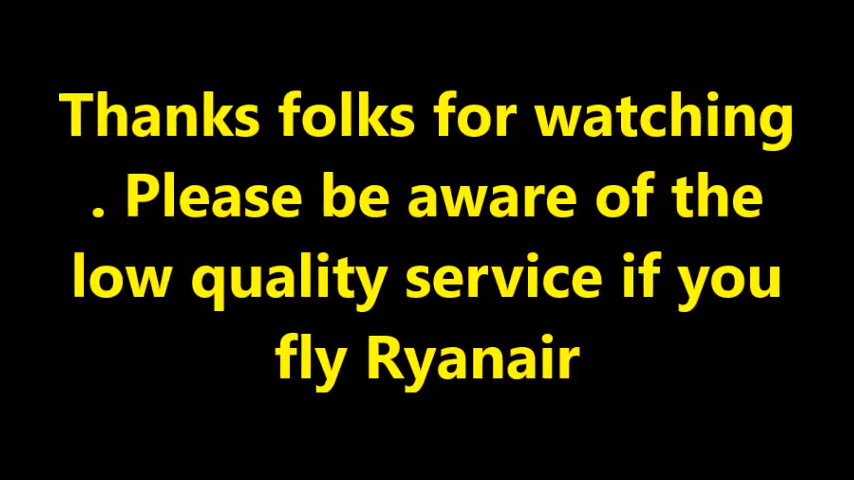 Thanks folks for watching
. Please be aware of the
low quality service if you
fly Ryanair